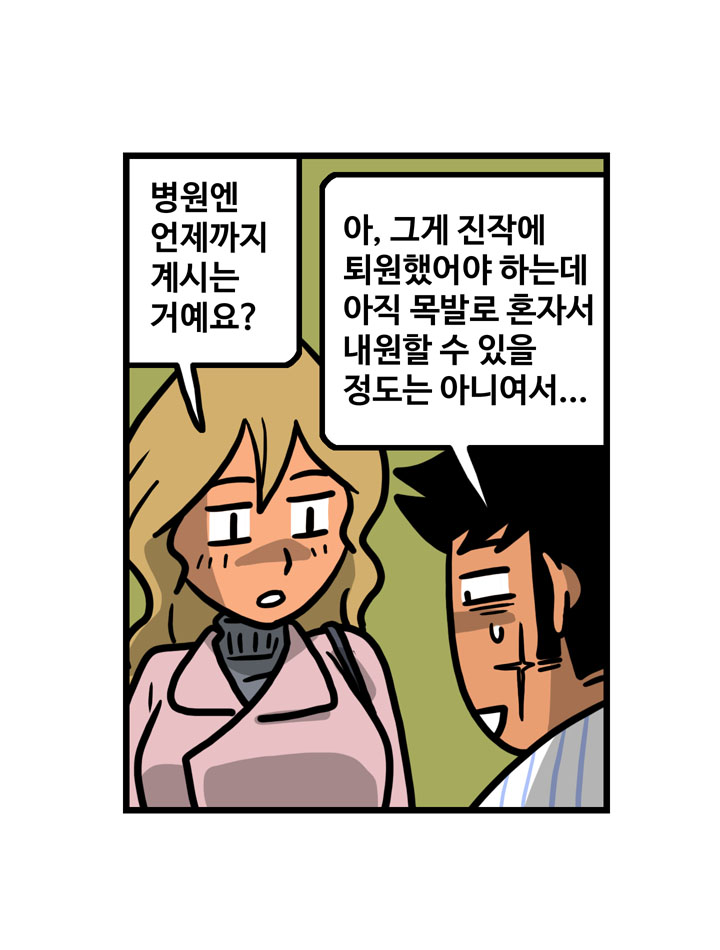 병원엔
언제까지
계시는
거예요?
아, 그게 진작에
퇴원했어야 하는데
아직 목발로 혼자서
내원할 수 있을
정도는 아니여서...